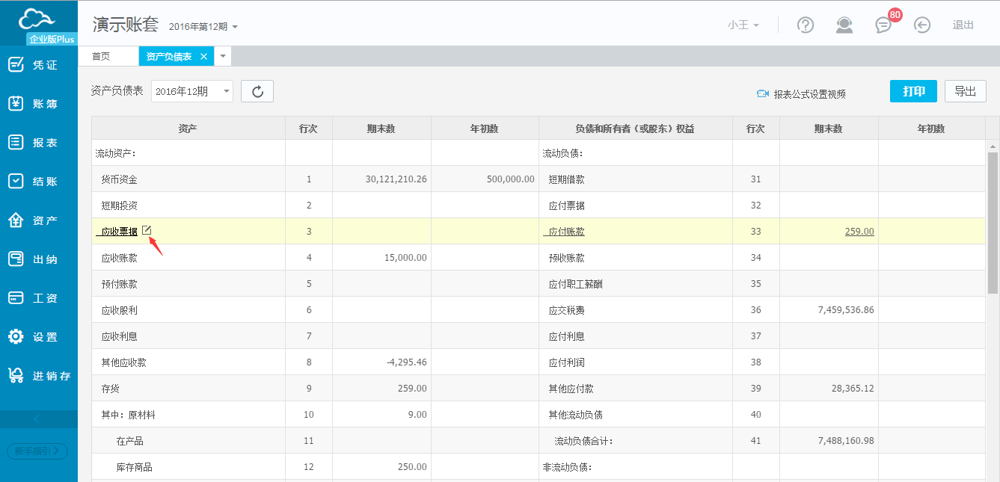 企业版Plus
演示账套 2016年第12期
小王 80 退出
首页 资产负债表
凭证
账簿
报表
结账
资产
出纳
工资
设置
进销存
新手指引
资产负债表 2016年12期 报表公式设置视频 打印 导出
资产 行次 期末数 年初数 负债和所有者（或股东）权益 行次 期末数 年初数
流动资产: 流动负债:
货币资金 1 30,121,210.26 500,000.00 短期借款 31
短期投资 2 应付票据 32
应收票据 3 应付账款 33 259.00
应收账款 4 15,000.00 预收账款 34
预付账款 5 应付职工薪酬 35
应收股利 6 应交税费 36 7,459,536.86
应收利息 7 应付利息 37
其他应收款 8 -4,295.46 应付利润 38
存货 9 259.00 其他应付款 39 28,365.12
其中: 原材料 10 9.00 其他流动负债 40
在产品 11 流动负债合计: 41 7,488,160.98
库存商品 12 250.00 非流动负债: